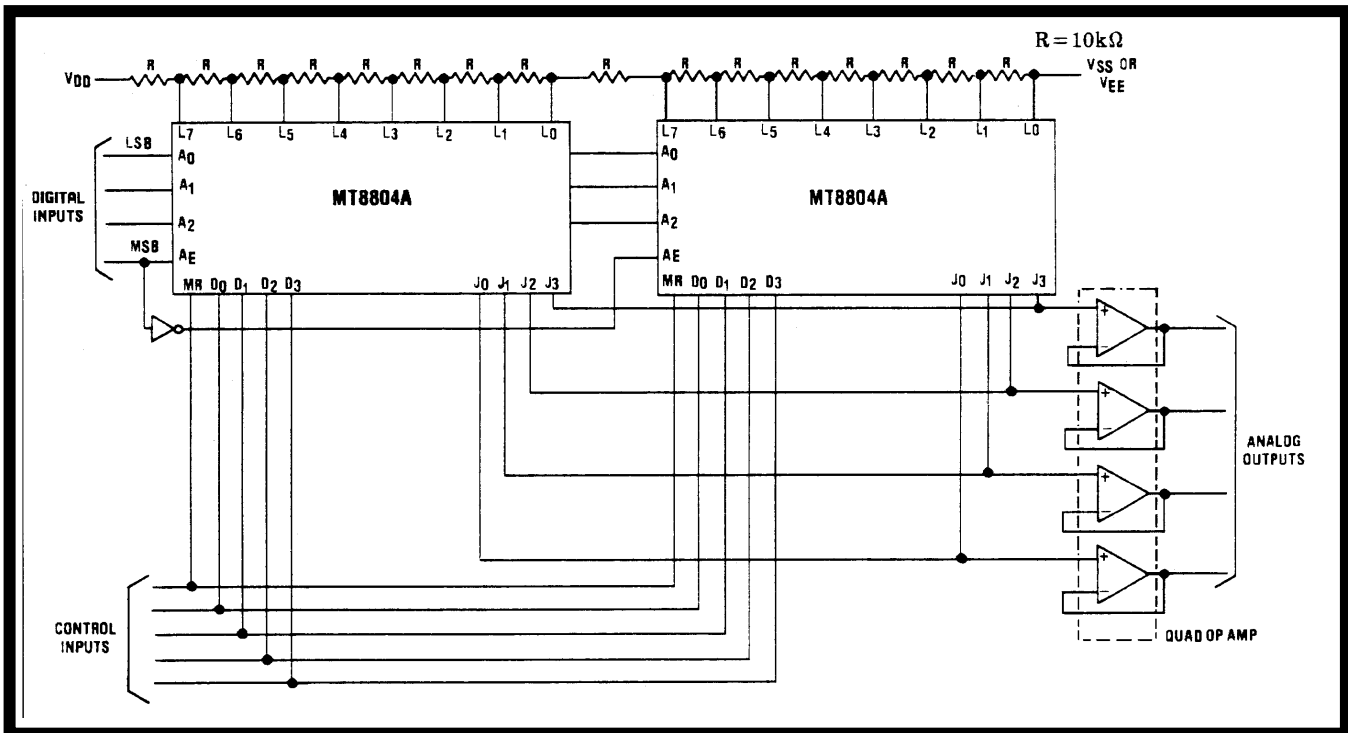 R=10kΩ
R R R R R R R R R R R R R R R R
VDD
VSS OR
VEE
L7 L6 L5 L4 L3 L2 L1 L0
L7 L6 L5 L4 L3 L2 L1 L0
LSB
A0
A1
A2
MSB
AE
DIGITAL
INPUTS
MT8804A
A0
A1
A2
AE
MT8804A
MR D0 D1 D2 D3
J0 J1 J2 J3
MR D0 D1 D2 D3
J0 J1 J2 J3
+
−
+
−
+
−
+
−
ANALOG
OUTPUTS
CONTROL
INPUTS
QUAD OP AMP